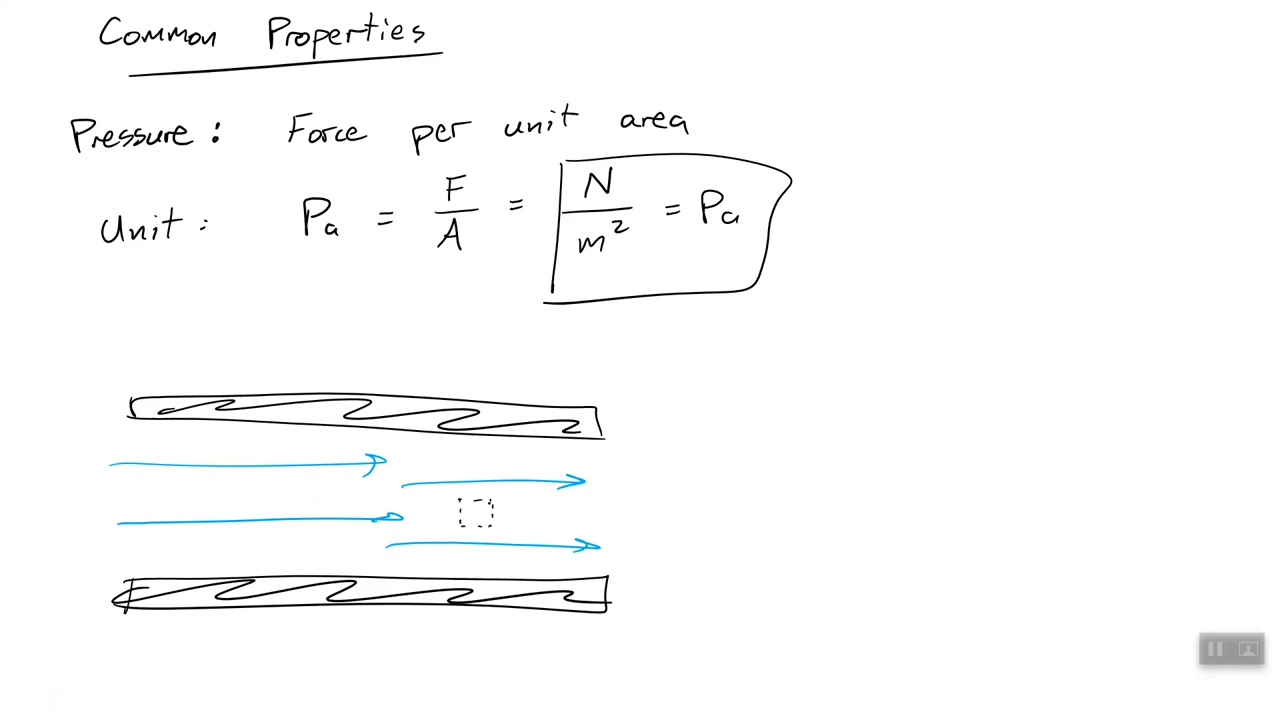 Common Properties
Pressure: Force per unit area
Unit: Pa = F/A = N/m² = Pa